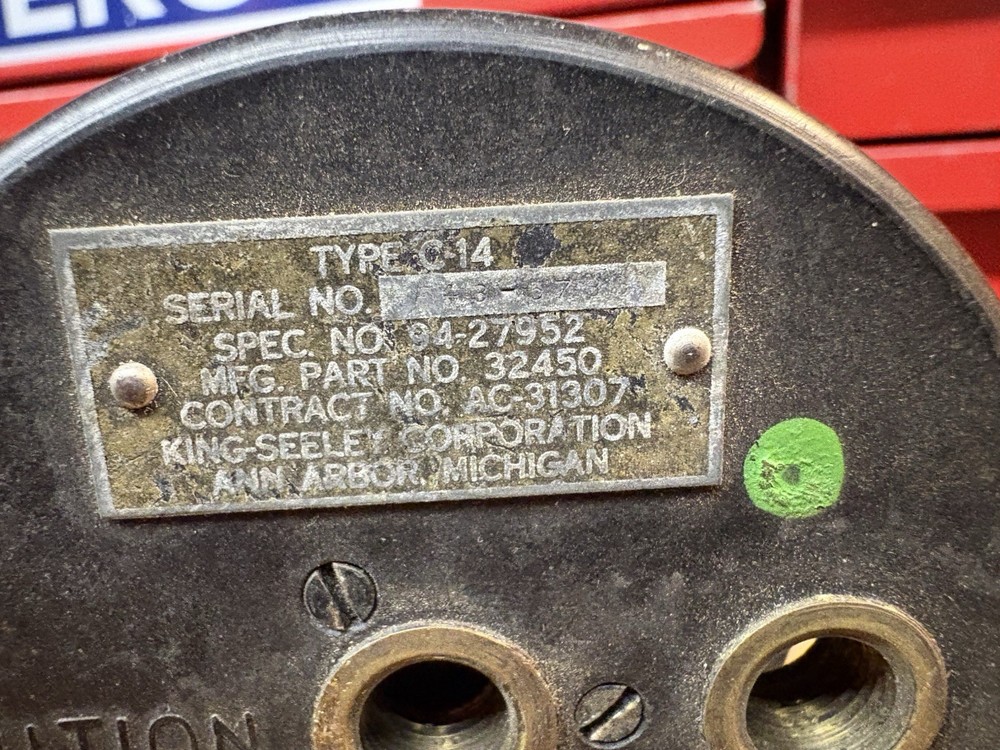 TYPE C-14
SERIAL NO.
SPEC. NO. 94-27952
MFG. PART NO. 32450
CONTRACT NO. AC-31307
KING-SEELEY CORPORATION
ANN ARBOR, MICHIGAN